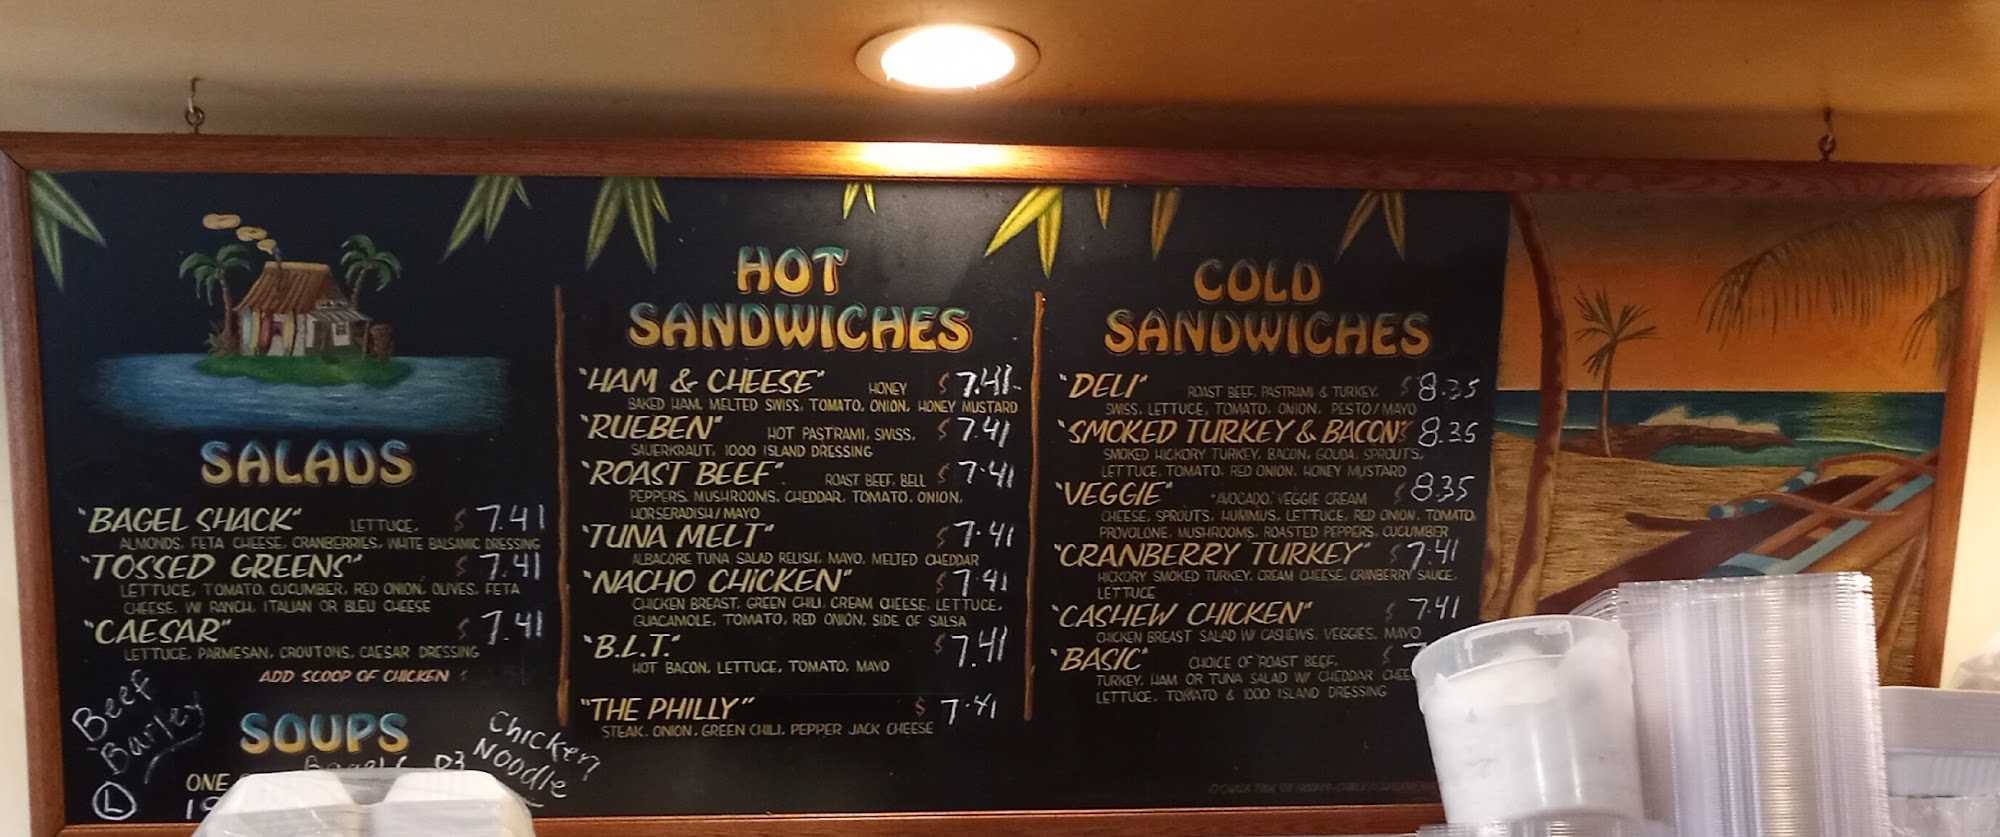 SALADS
"BAGEL SHACK" LETTUCE, $ 7.41
ALMONDS, FETA CHEESE, CRANBERRIES, WHITE BALSAMIC DRESSING
"TOSSED GREENS" $ 7.41
LETTUCE, TOMATO, CUCUMBER, RED ONION, OLIVES, FETA
CHEESE, W/ RANCH, ITALIAN OR BLEU CHEESE
"CAESAR" $ 7.41
LETTUCE, PARMESAN, CROUTONS, CAESAR DRESSING
ADD SCOOP OF CHICKEN $
Beef
Barley
L
SOUPS
Chicken
Noodle
ONE
HOT
SANDWICHES
"HAM & CHEESE" HONEY $ 7.41
BAKED HAM, MELTED SWISS, TOMATO, ONION, HONEY MUSTARD
"RUEBEN" HOT PASTRAMI, SWISS, $ 7.41
SAUERKRAUT, 1000 ISLAND DRESSING
"ROAST BEEF" ROAST BEEF, BELL $ 7.41
PEPPERS, MUSHROOMS, CHEDDAR, TOMATO, ONION,
HORSERADISH/MAYO
"TUNA MELT" $ 7.41
ALBACORE TUNA SALAD RELISH, MAYO, MELTED CHEDDAR
"NACHO CHICKEN" $ 7.41
CHICKEN BREAST, GREEN CHILI, CREAM CHEESE, LETTUCE,
GUACAMOLE, TOMATO, RED ONION, SIDE OF SALSA
"B.L.T." $ 7.41
HOT BACON, LETTUCE, TOMATO, MAYO
"THE PHILLY" $ 7.41
STEAK, ONION, GREEN CHILI, PEPPER JACK CHEESE
COLD
SANDWICHES
"DELI" ROAST BEEF, PASTRAMI & TURKEY, $ 8.35
SWISS, LETTUCE, TOMATO, ONION, PESTO/MAYO
"SMOKED TURKEY & BACON" $ 8.35
SMOKED HICKORY TURKEY, BACON, GOUDA, SPROUTS,
LETTUCE, TOMATO, RED ONION, HONEY MUSTARD
"VEGGIE" "AVOCADO," VEGGIE CREAM $ 8.35
CHEESE, SPROUTS, HUMMUS, LETTUCE, RED ONION, TOMATO,
PROVOLONE, MUSHROOMS, ROASTED PEPPERS, CUCUMBER
"CRANBERRY TURKEY" $ 7.41
HICKORY SMOKED TURKEY, CREAM CHEESE, CRANBERRY SAUCE,
LETTUCE
"CASHEW CHICKEN" $ 7.41
CHICKEN BREAST SALAD W/ CASHEWS, VEGGIES, MAYO
"BASIC" CHOICE OF ROAST BEEF, $
TURKEY, HAM OR TUNA SALAD W/ CHEDDAR
LETTUCE, TOMATO & 1000 ISLAND DRESSING